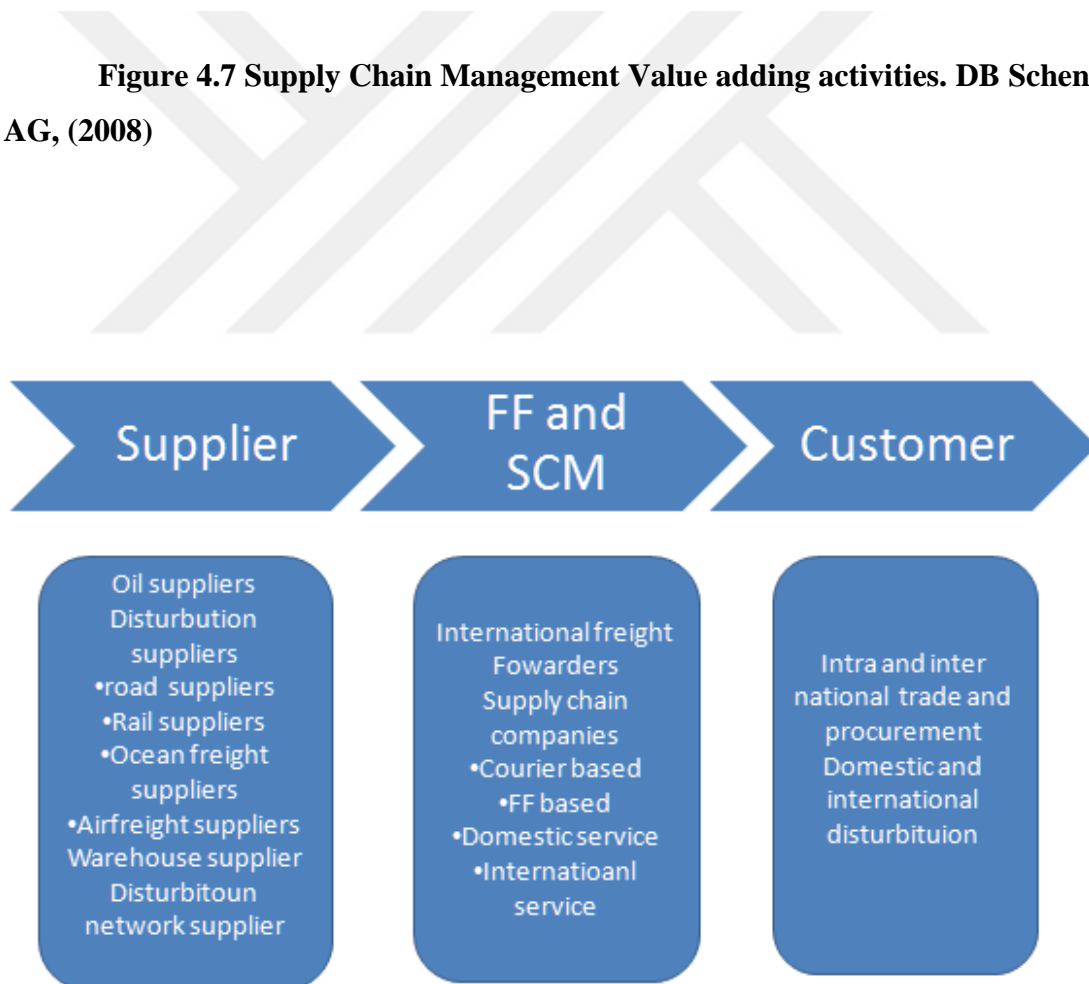 Figure 4.7 Supply Chain Management Value adding activities. DB Schen
AG, (2008)
Supplier
FF and
SCM
Customer
Oil suppliers
Disturbution
suppliers
•road suppliers
•Rail suppliers
•Ocean freight
suppliers
•Airfreight suppliers
Warehouse supplier
Disturbitoun
network supplier
International freight
Fowarders
Supply chain
companies
•Courier based
•FF based
•Domestic service
•Internatioanl
service
Intra and inter
national trade and
procurement
Domestic and
international
disturbituion